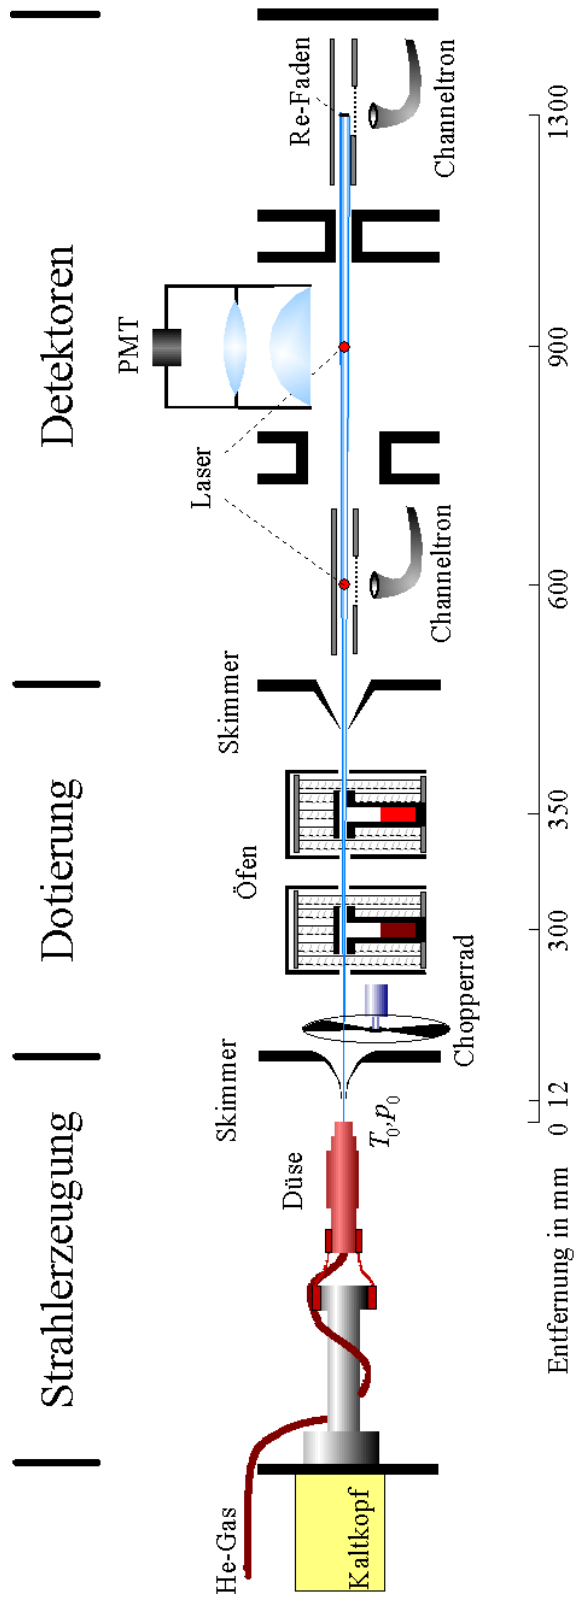 Strahlerzeugung
Dotierung
Detektoren
He-Gas
Kaltkopf
Düse
T₀,p₀
Skimmer
Chopperrad
Öfen
Skimmer
Laser
Channeltron
PMT
Re-Faden
Channeltron
Entfernung in mm
0 12 300 350 600 900 1300